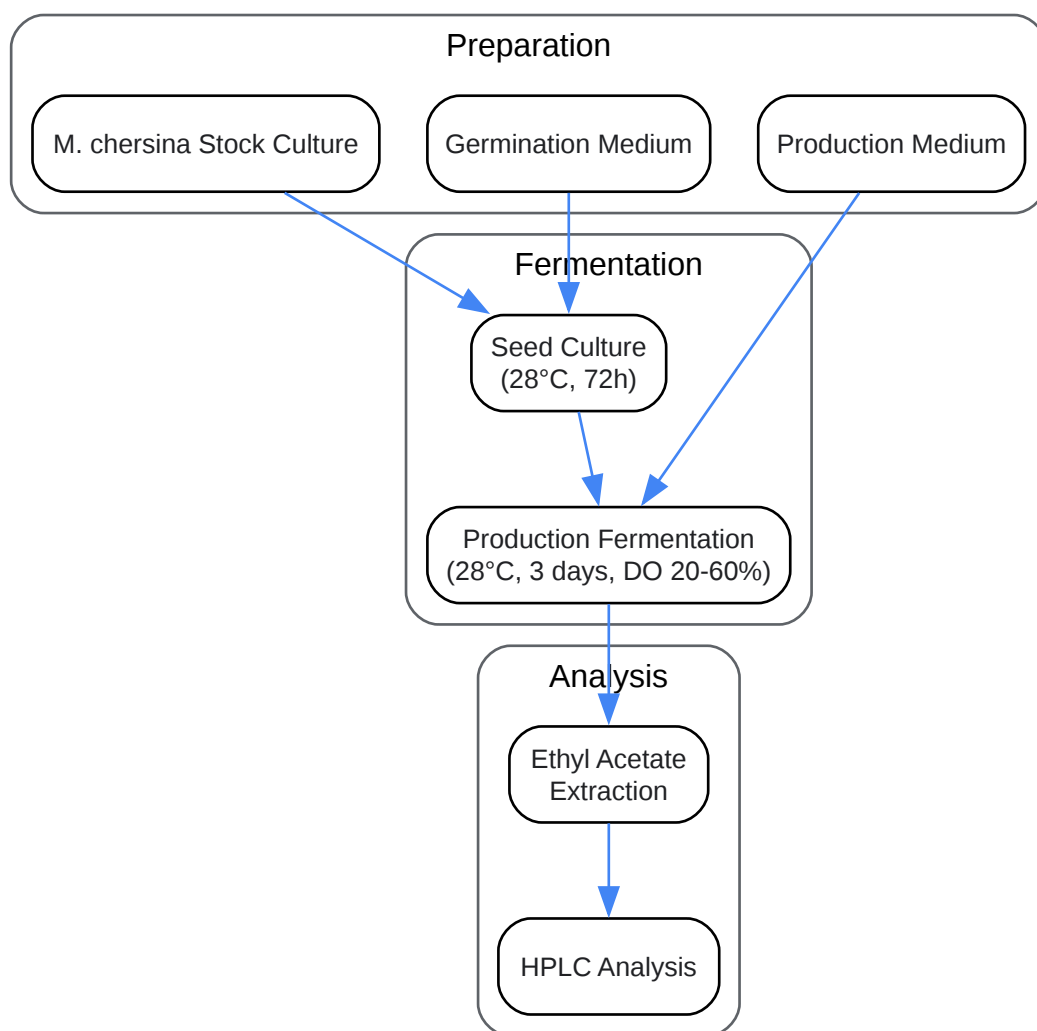 Preparation
M. chersina Stock Culture
Germination Medium
Production Medium
Fermentation
Seed Culture
(28°C, 72h)
Production Fermentation
(28°C, 3 days, DO 20-60%)
Analysis
Ethyl Acetate
Extraction
HPLC Analysis